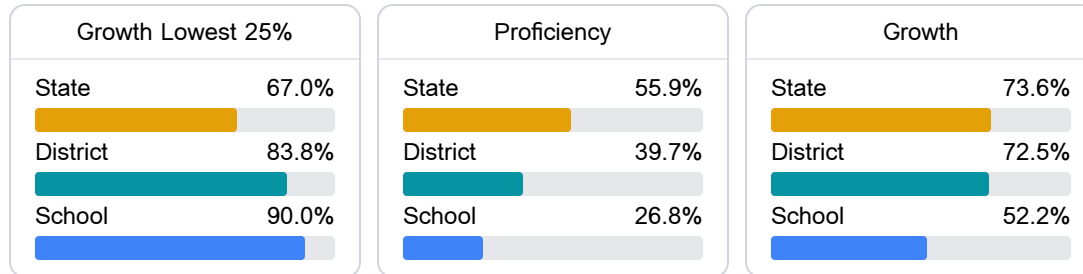 Growth Lowest 25%
State 67.0%
District 83.8%
School 90.0%
Proficiency
State 55.9%
District 39.7%
School 26.8%
Growth
State 73.6%
District 72.5%
School 52.2%